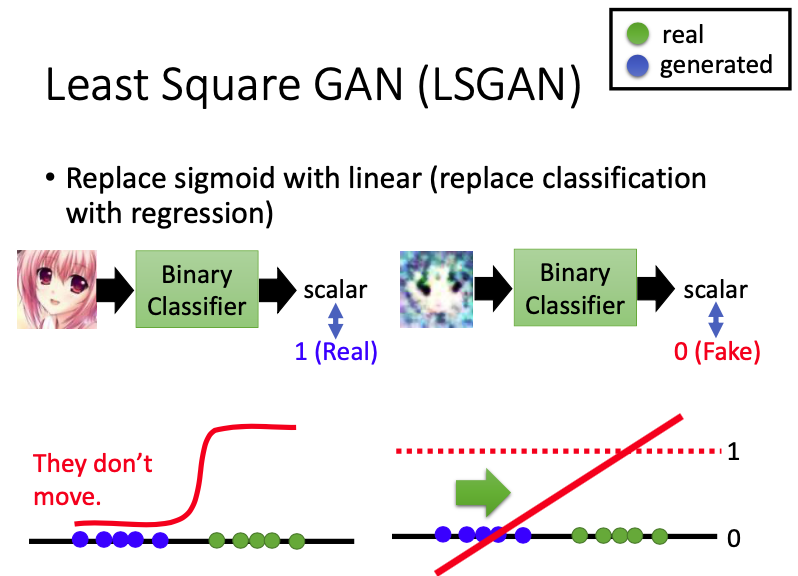 real
generated
Least Square GAN (LSGAN)
• Replace sigmoid with linear (replace classification
with regression)
Binary
Classifier
scalar
1 (Real)
Binary
Classifier
scalar
0 (Fake)
They don’t
move.
1
0